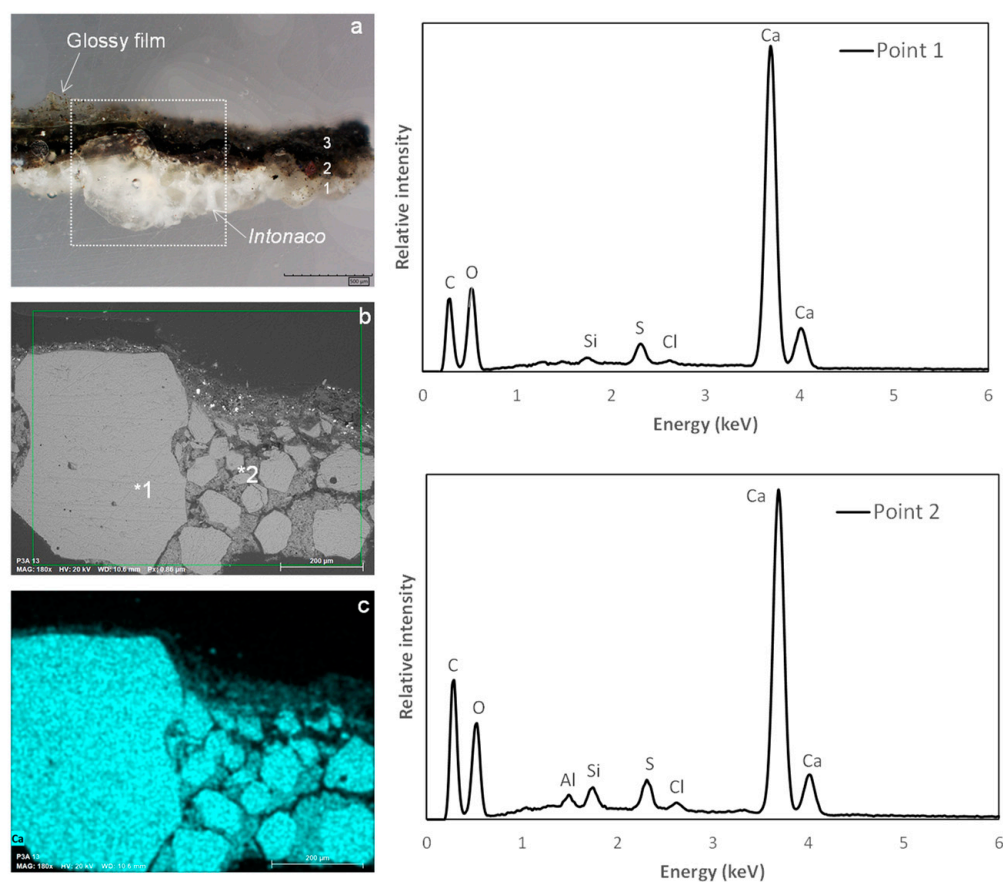 a
Glossy film
3
2
1
Intonaco
500 µm
b
*1
*2
P3A 13
MAG: 180x HV: 20 kV WD: 10.6 mm Px: 0.86 µm
200 µm
c
Ca
P3A 13
MAG: 180x HV: 20 kV WD: 10.6 mm
200 µm
Ca
Point 1
Relative intensity
C
O
Si
S
Cl
Ca
0 1 2 3 4 5 6
Energy (keV)
Ca
Point 2
Relative intensity
C
O
Al
Si
S
Cl
Ca
0 1 2 3 4 5 6
Energy (keV)